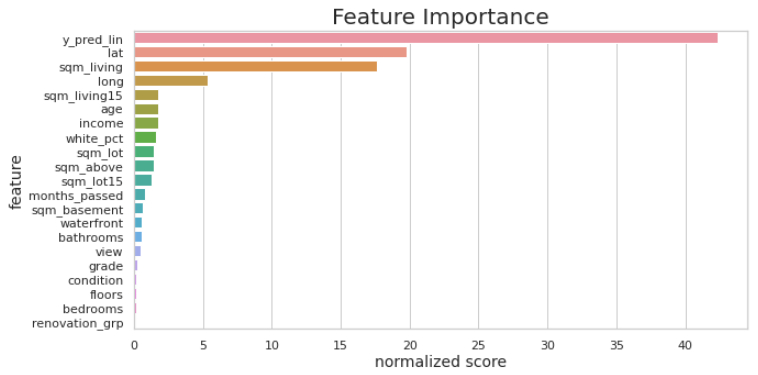 Feature Importance
y_pred_lin
lat
sqm_living
long
sqm_living15
age
income
white_pct
sqm_lot
sqm_above
sqm_lot15
months_passed
sqm_basement
waterfront
bathrooms
view
grade
condition
floors
bedrooms
renovation_grp
feature
0 5 10 15 20 25 30 35 40
normalized score